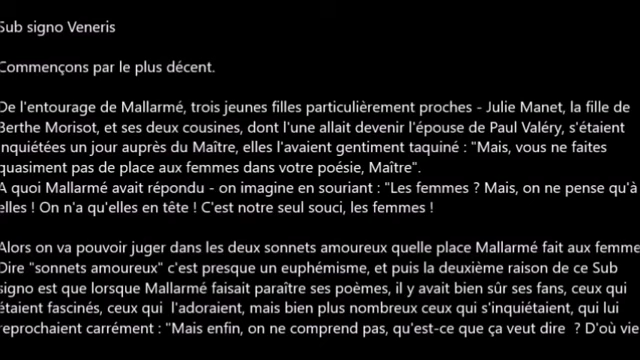 Sub signo Veneris
Commençons par le plus décent.
De l'entourage de Mallarmé, trois jeunes filles particulièrement proches - Julie Manet, la fille de
Berthe Morisot, et ses deux cousines, dont l'une allait devenir l'épouse de Paul Valéry, s'étaient
inquiétées un jour auprès du Maître, elles l'avaient gentiment taquiné : "Mais, vous ne faites
quasiment pas de place aux femmes dans votre poésie, Maître".
A quoi Mallarmé avait répondu - on imagine en souriant : "Les femmes ? Mais, on ne pense qu'à
elles ! On n'a qu'elles en tête ! C'est notre seul souci, les femmes !
Alors on va pouvoir juger dans les deux sonnets amoureux quelle place Mallarmé fait aux femme
Dire "sonnets amoureux" c'est presque un euphémisme, et puis la deuxième raison de ce Sub
signo est que lorsque Mallarmé faisait paraître ses poèmes, il y avait bien sûr ses fans, ceux qui
étaient fascinés, ceux qui l'adoraient, mais bien plus nombreux ceux qui s'inquiétaient, qui lui
reprochaient carrément : "Mais enfin, on ne comprend pas, qu'est-ce que ça veut dire ? D'où vie